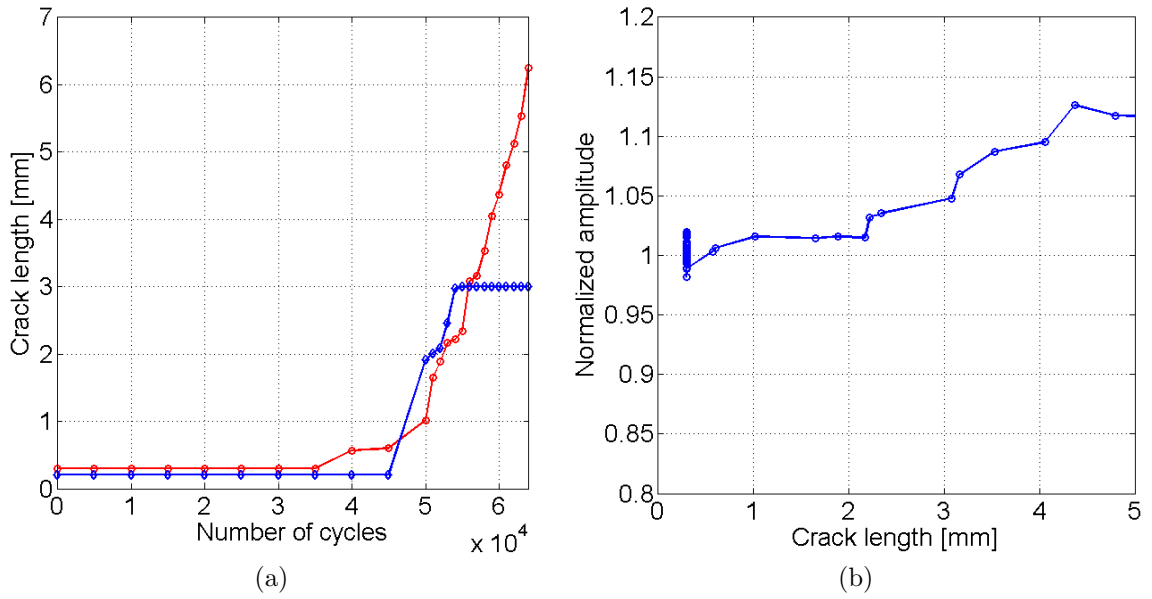 7
6
5
4
3
2
1
0
Crack length [mm]
0 1 2 3 4 5 6
Number of cycles
x 10^4
(a)
1.2
1.15
1.1
1.05
1
0.95
0.9
0.85
0.8
Normalized amplitude
0 1 2 3 4 5
Crack length [mm]
(b)